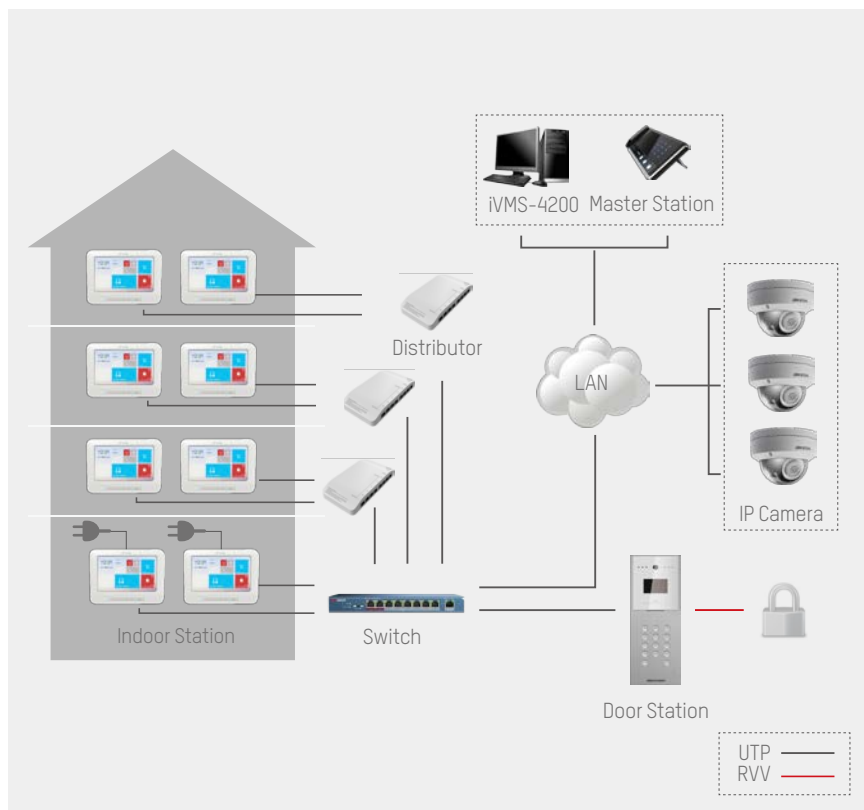 iVMS-4200 Master Station
Distributor
LAN
IP Camera
Indoor Station
Switch
Door Station
UTP
RVV